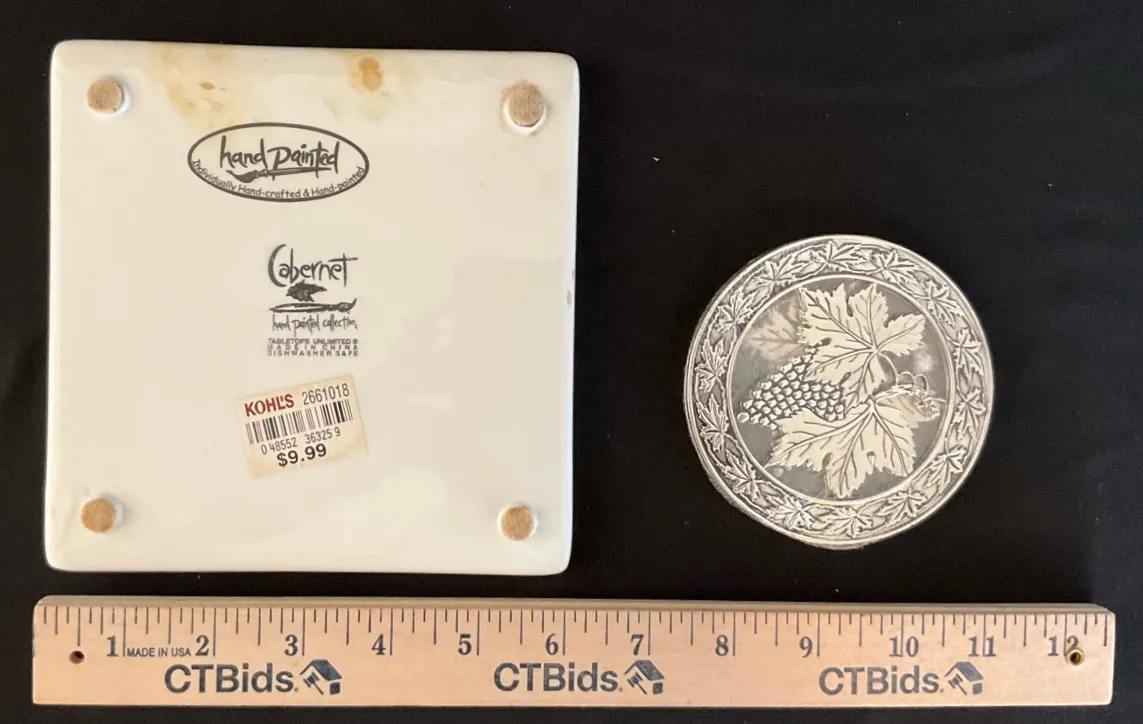 hand Painted
Individually Hand-crafted & Hand-painted
Cabernet
hand painted collection
TABLETOPS UNLIMITED®
MADE IN CHINA
DISHWASHER SAFE
KOHL'S 2661018
0 48552 36325 9
$9.99
1 MADE IN USA 2 3 4 5 6 7 8 9 10 11 12
CTBids. CTBids. CTBids.